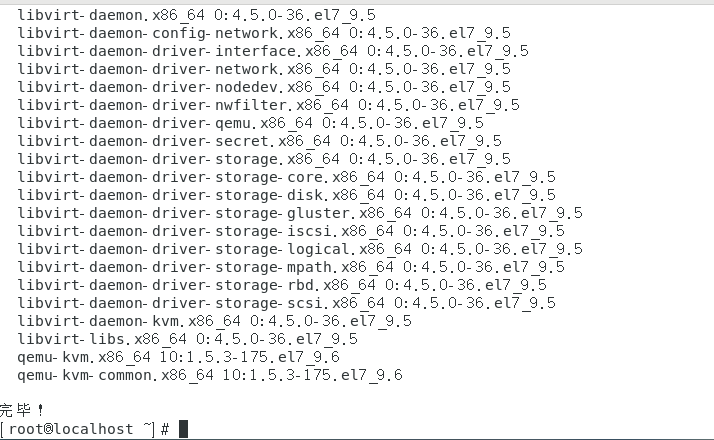 libvirt-daemon.x86_64 0:4.5.0-36.el7_9.5
libvirt-daemon-config-network.x86_64 0:4.5.0-36.el7_9.5
libvirt-daemon-driver-interface.x86_64 0:4.5.0-36.el7_9.5
libvirt-daemon-driver-network.x86_64 0:4.5.0-36.el7_9.5
libvirt-daemon-driver-nodedev.x86_64 0:4.5.0-36.el7_9.5
libvirt-daemon-driver-nwfilter.x86_64 0:4.5.0-36.el7_9.5
libvirt-daemon-driver-qemu.x86_64 0:4.5.0-36.el7_9.5
libvirt-daemon-driver-secret.x86_64 0:4.5.0-36.el7_9.5
libvirt-daemon-driver-storage.x86_64 0:4.5.0-36.el7_9.5
libvirt-daemon-driver-storage-core.x86_64 0:4.5.0-36.el7_9.5
libvirt-daemon-driver-storage-disk.x86_64 0:4.5.0-36.el7_9.5
libvirt-daemon-driver-storage-gluster.x86_64 0:4.5.0-36.el7_9.5
libvirt-daemon-driver-storage-iscsi.x86_64 0:4.5.0-36.el7_9.5
libvirt-daemon-driver-storage-logical.x86_64 0:4.5.0-36.el7_9.5
libvirt-daemon-driver-storage-mpath.x86_64 0:4.5.0-36.el7_9.5
libvirt-daemon-driver-storage-rbd.x86_64 0:4.5.0-36.el7_9.5
libvirt-daemon-driver-storage-scsi.x86_64 0:4.5.0-36.el7_9.5
libvirt-daemon-kvm.x86_64 0:4.5.0-36.el7_9.5
libvirt-libs.x86_64 0:4.5.0-36.el7_9.5
qemu-kvm.x86_64 10:1.5.3-175.el7_9.6
qemu-kvm-common.x86_64 10:1.5.3-175.el7_9.6
完毕！
[root@localhost ~]#